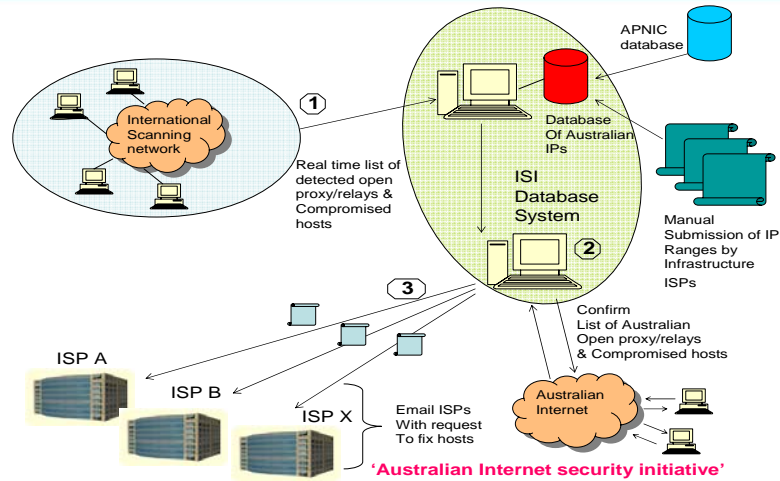 APNIC
database
1
International
Scanning
network
Real time list of
detected open
proxy/relays &
Compromised
hosts
Database
Of Australian
IPs
ISI
Database
System
Manual
Submission of IP
Ranges by
Infrastructure
ISPs
2
3
Confirm
List of Australian
Open proxy/relays
& Compromised hosts
ISP A
ISP B
ISP X
Email ISPs
With request
To fix hosts
Australian
Internet
'Australian Internet security initiative'